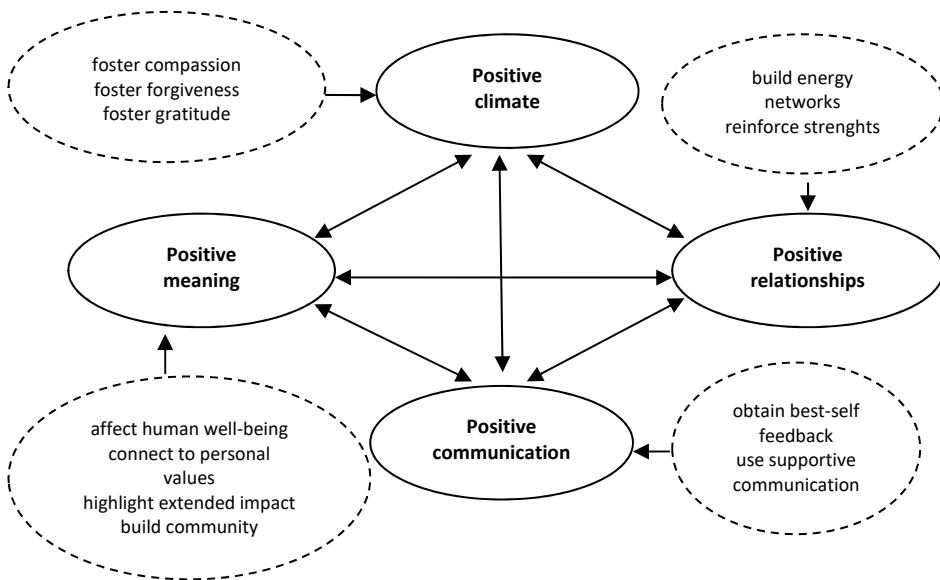 foster compassion
foster forgiveness
foster gratitude
Positive
climate
build energy
networks
reinforce strenghts
Positive
meaning
Positive
relationships
affect human well-being
connect to personal
values
highlight extended impact
build community
Positive
communication
obtain best-self
feedback
use supportive
communication